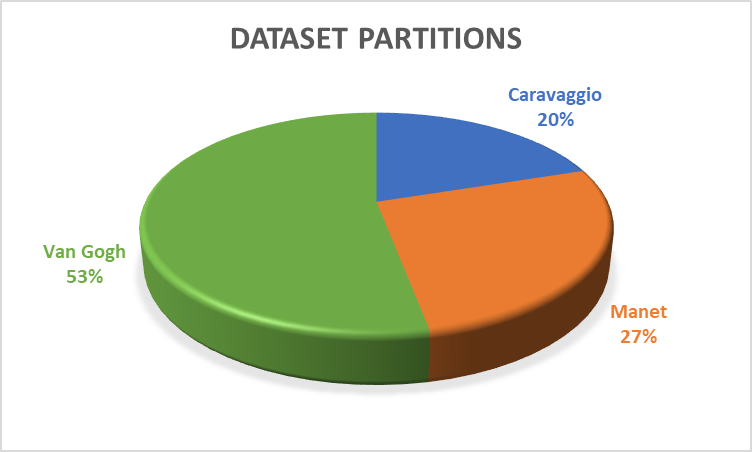 DATASET PARTITIONS
Caravaggio
20%
Van Gogh
53%
Manet
27%